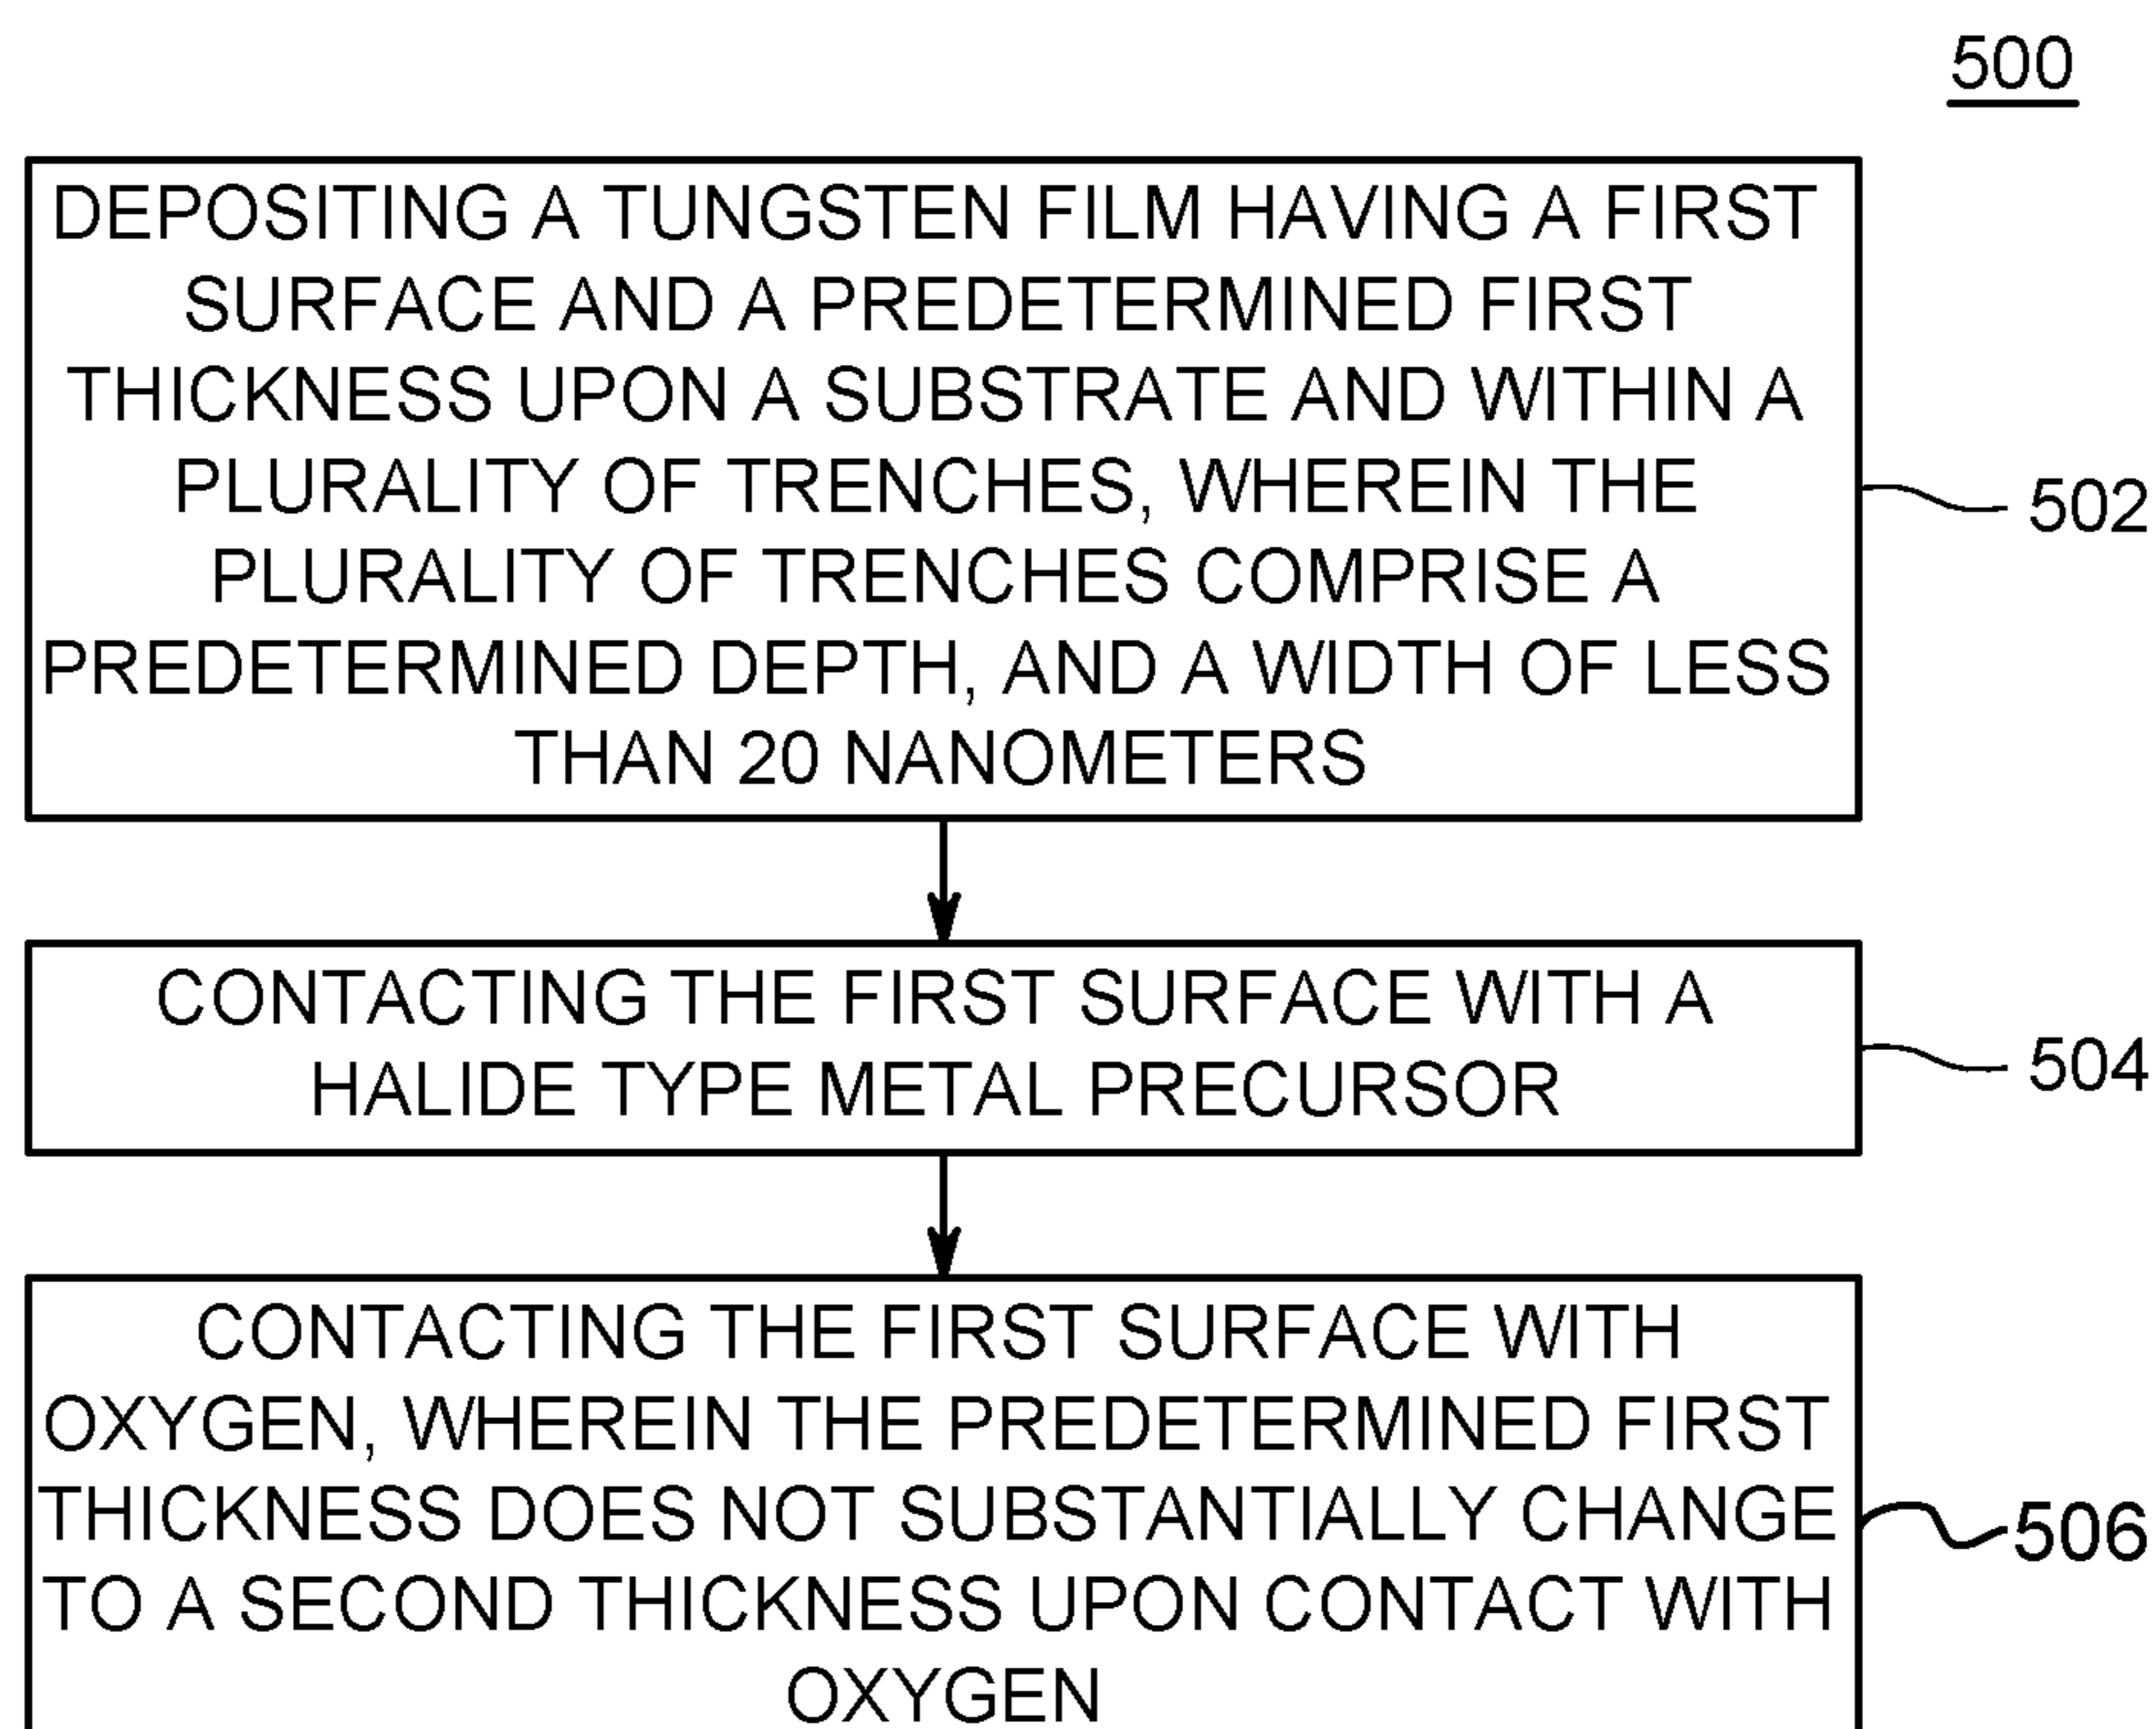 500
DEPOSITING A TUNGSTEN FILM HAVING A FIRST
SURFACE AND A PREDETERMINED FIRST
THICKNESS UPON A SUBSTRATE AND WITHIN A
PLURALITY OF TRENCHES, WHEREIN THE
PLURALITY OF TRENCHES COMPRISE A
PREDETERMINED DEPTH, AND A WIDTH OF LESS
THAN 20 NANOMETERS
502
CONTACTING THE FIRST SURFACE WITH A
HALIDE TYPE METAL PRECURSOR
504
CONTACTING THE FIRST SURFACE WITH
OXYGEN, WHEREIN THE PREDETERMINED FIRST
THICKNESS DOES NOT SUBSTANTIALLY CHANGE
TO A SECOND THICKNESS UPON CONTACT WITH
OXYGEN
506